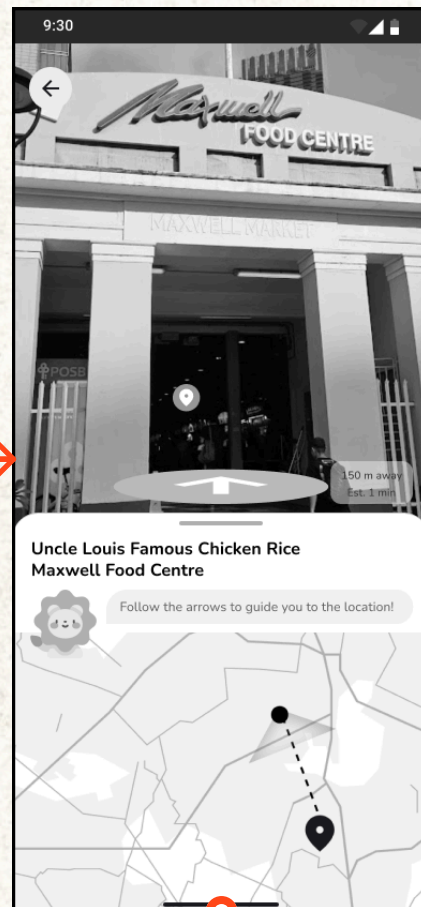 9:30
Maxwell
FOOD CENTRE
MAXWELL MARKET
POSB
150 m away
Est. 1 min
Uncle Louis Famous Chicken Rice
Maxwell Food Centre
Follow the arrows to guide you to the location!